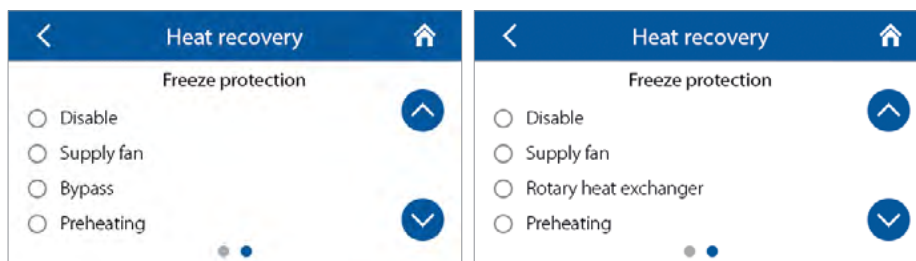 Heat recovery
Freeze protection
Disable
Supply fan
Bypass
Preheating
Heat recovery
Freeze protection
Disable
Supply fan
Rotary heat exchanger
Preheating